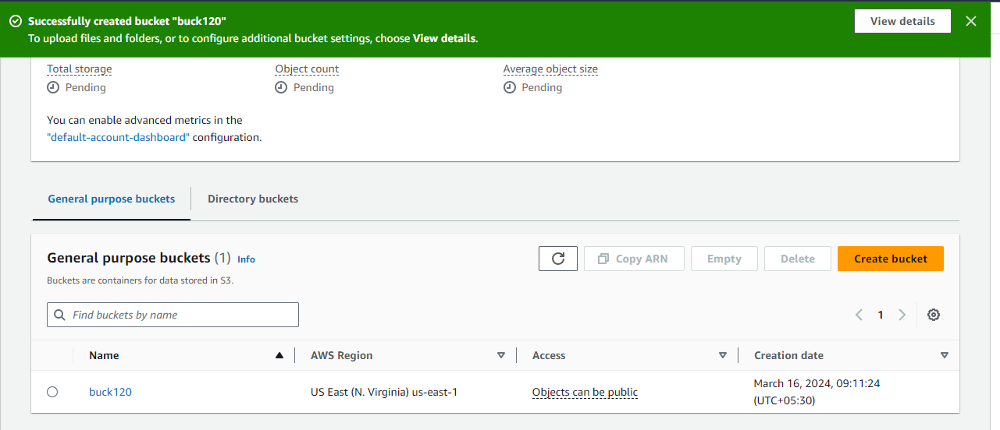 Successfully created bucket "buck120"
View details
To upload files and folders, or to configure additional bucket settings, choose View details.
Total storage
Object count
Average object size
Pending
Pending
Pending
You can enable advanced metrics in the
"default-account-dashboard" configuration.
General purpose buckets
Directory buckets
General purpose buckets (1) Info
Copy ARN
Empty
Delete
Create bucket
Buckets are containers for data stored in S3.
Find buckets by name
1
Name
AWS Region
Access
Creation date
buck120
US East (N. Virginia) us-east-1
Objects can be public
March 16, 2024, 09:11:24
(UTC+05:30)